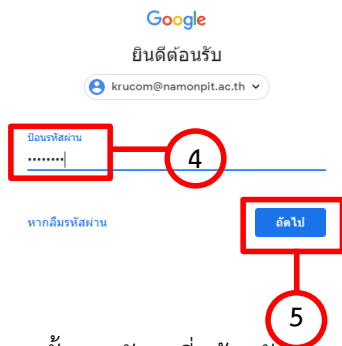 Google
ยินดีต้อนรับ
krucom@namonpit.ac.th
ป้อนรหัสผ่าน
••••••••
4
หากลืมรหัสผ่าน
ถัดไป
5